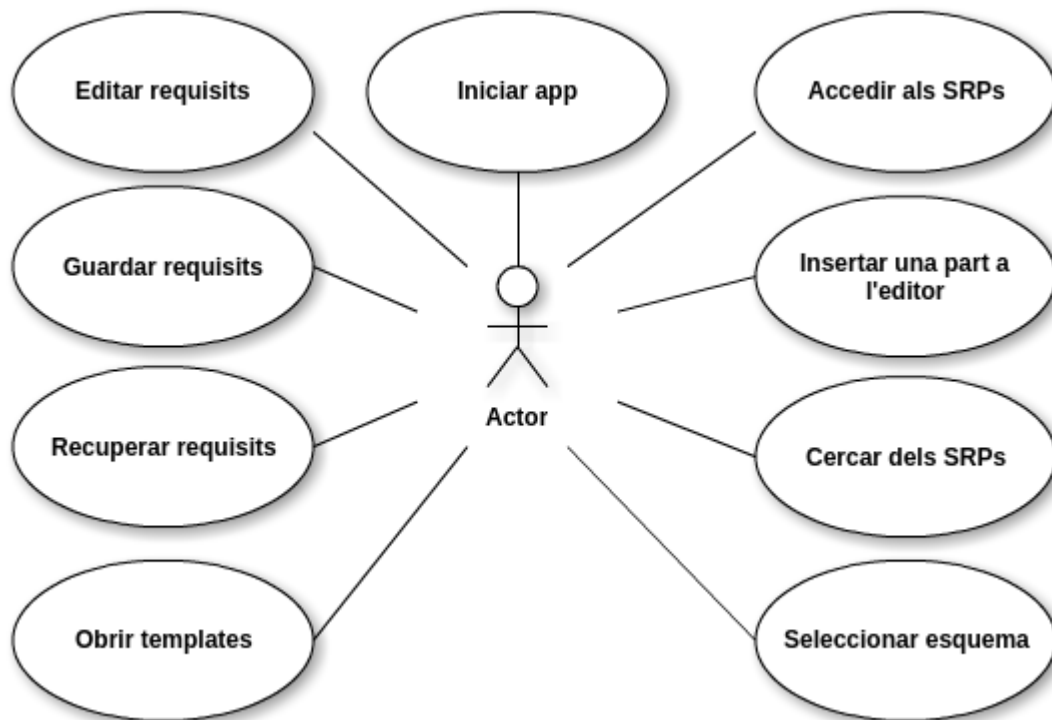 Editar requisits
Iniciar app
Accedir als SRPs
Guardar requisits
Insertar una part a
l'editor
Actor
Recuperar requisits
Cercar dels SRPs
Obrir templates
Seleccionar esquema